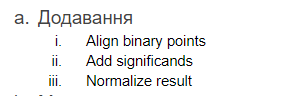 a. Додавання
i. Align binary points
ii. Add significands
iii. Normalize result